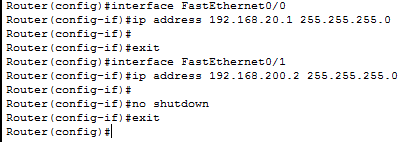 Router(config)#interface FastEthernet0/0
Router(config-if)#ip address 192.168.20.1 255.255.255.0
Router(config-if)#
Router(config-if)#exit
Router(config)#interface FastEthernet0/1
Router(config-if)#ip address 192.168.200.2 255.255.255.0
Router(config-if)#
Router(config-if)#no shutdown
Router(config-if)#exit
Router(config)#